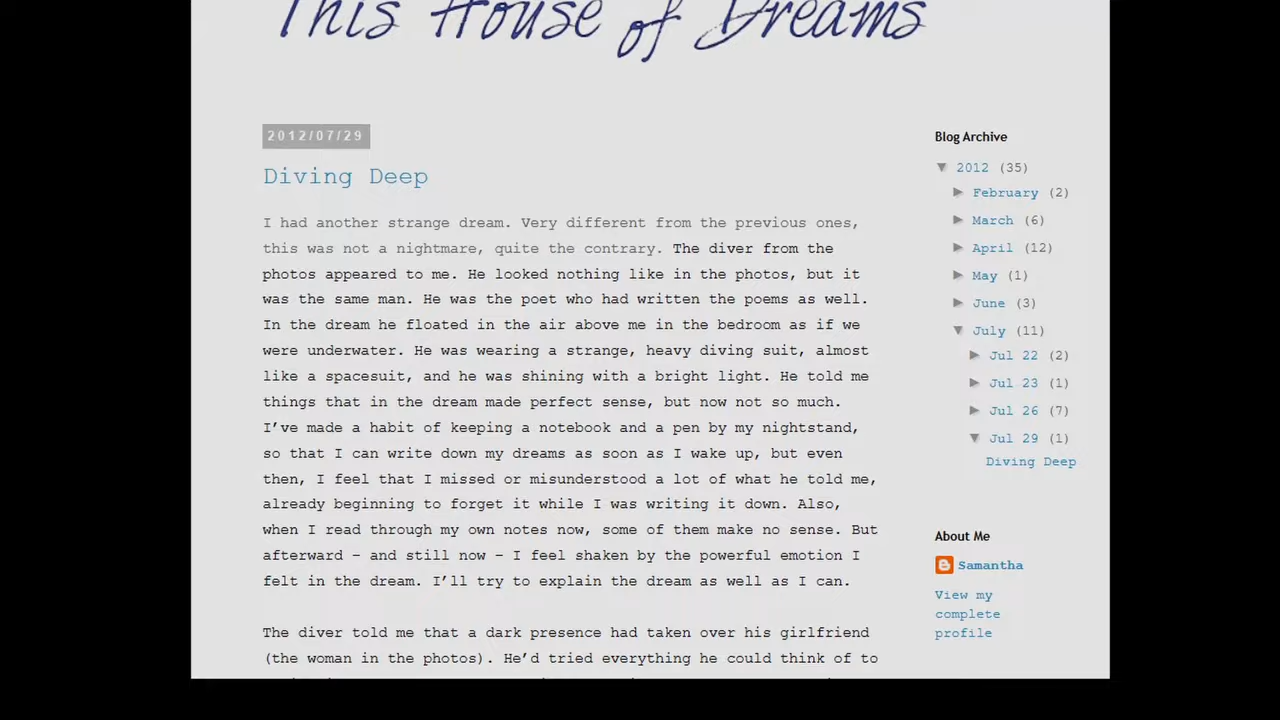 This House of Dreams
2012/07/29
Diving Deep
I had another strange dream. Very different from the previous ones,
this was not a nightmare, quite the contrary. The diver from the
photos appeared to me. He looked nothing like in the photos, but it
was the same man. He was the poet who had written the poems as well.
In the dream he floated in the air above me in the bedroom as if we
were underwater. He was wearing a strange, heavy diving suit, almost
like a spacesuit, and he was shining with a bright light. He told me
things that in the dream made perfect sense, but now not so much.
I’ve made a habit of keeping a notebook and a pen by my nightstand,
so that I can write down my dreams as soon as I wake up, but even
then, I feel that I missed or misunderstood a lot of what he told me,
already beginning to forget it while I was writing it down. Also,
when I read through my own notes now, some of them make no sense. But
afterward – and still now – I feel shaken by the powerful emotion I
felt in the dream. I’ll try to explain the dream as well as I can.
The diver told me that a dark presence had taken over his girlfriend
(the woman in the photos). He’d tried everything he could think of to
Blog Archive
▼ 2012 (35)
► February (2)
► March (6)
► April (12)
► May (1)
► June (3)
▼ July (11)
► Jul 22 (2)
► Jul 23 (1)
► Jul 26 (7)
▼ Jul 29 (1)
Diving Deep
About Me
Samantha
View my
complete
profile